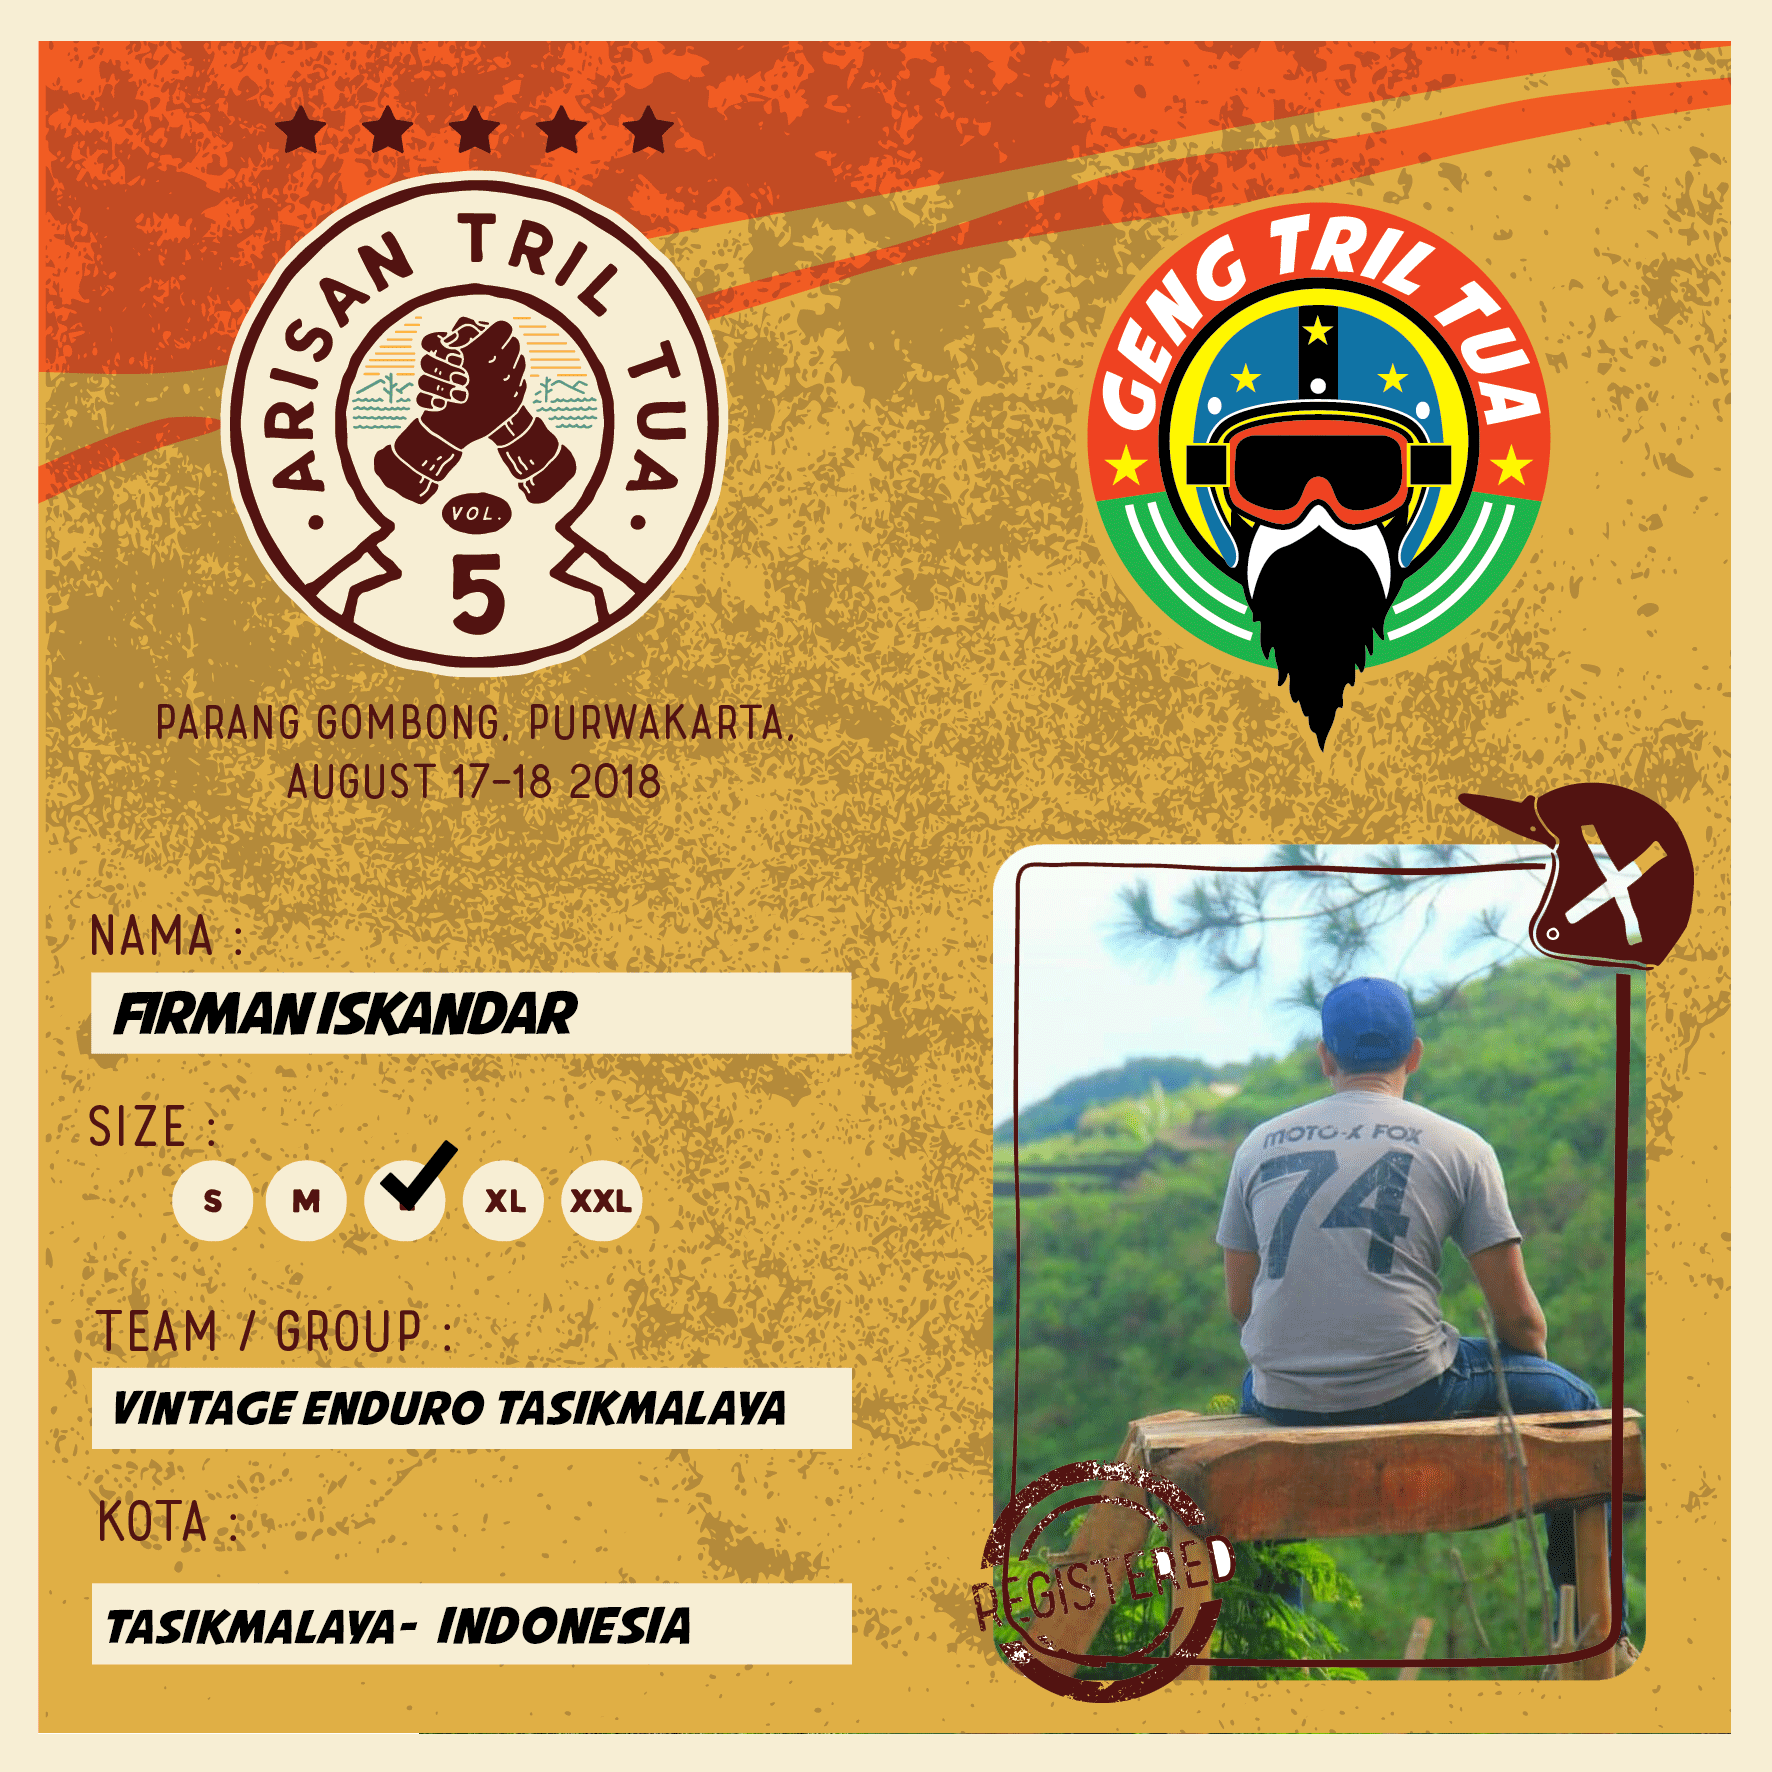 ARISAN TRIL TUA
VOL.
5
GENG TRIL TUA
PARANG GOMBONG, PURWAKARTA,
AUGUST 17-18 2018
NAMA :
FIRMAN ISKANDAR
SIZE :
S M XL XXL
TEAM / GROUP :
VINTAGE ENDURO TASIKMALAYA
KOTA :
TASIKMALAYA- INDONESIA
MOTO-X FOX
74
REGISTERED